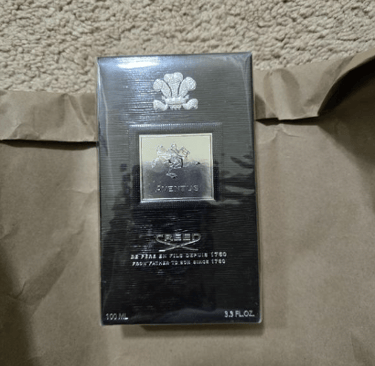 AVENTUS
CREED
DE PÈRE EN FILS DEPUIS 1760
FROM FATHER TO SON SINCE 1760
100 ML 3.3 FL.OZ.